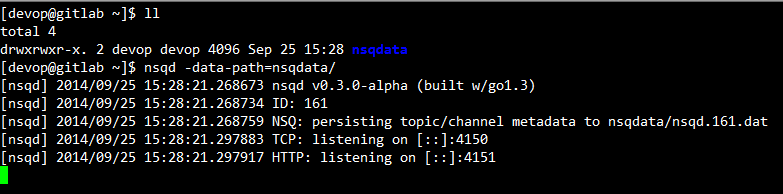 [devop@gitlab ~]$ ll
total 4
drwxrwxr-x. 2 devop devop 4096 Sep 25 15:28 nsqdata
[devop@gitlab ~]$ nsqd -data-path=nsqdata/
[nsqd] 2014/09/25 15:28:21.268673 nsqd v0.3.0-alpha (built w/go1.3)
[nsqd] 2014/09/25 15:28:21.268734 ID: 161
[nsqd] 2014/09/25 15:28:21.268759 NSQ: persisting topic/channel metadata to nsqdata/nsqd.161.dat
[nsqd] 2014/09/25 15:28:21.297883 TCP: listening on [::]:4150
[nsqd] 2014/09/25 15:28:21.297917 HTTP: listening on [::]:4151